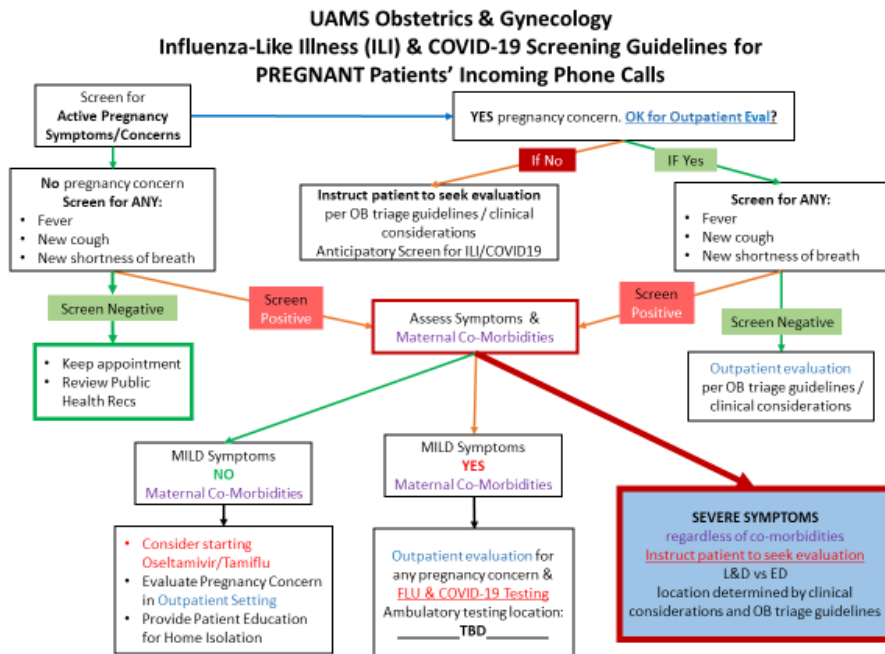 UAMS Obstetrics & Gynecology
Influenza-Like Illness (ILI) & COVID-19 Screening Guidelines for
PREGNANT Patients' Incoming Phone Calls
Screen for
Active Pregnancy
Symptoms/Concerns
YES pregnancy concern. OK for Outpatient Eval?
If No
IF Yes
No pregnancy concern
Screen for ANY:
• Fever
• New cough
• New shortness of breath
Instruct patient to seek evaluation
per OB triage guidelines / clinical
considerations
Anticipatory Screen for ILI/COVID19
Screen for ANY:
• Fever
• New cough
• New shortness of breath
Screen Negative
Screen
Positive
Assess Symptoms &
Maternal Co-Morbidities
Screen
Positive
Screen Negative
• Keep appointment
• Review Public
Health Recs
Outpatient evaluation
per OB triage guidelines /
clinical considerations
MILD Symptoms
NO
Maternal Co-Morbidities
MILD Symptoms
YES
Maternal Co-Morbidities
SEVERE SYMPTOMS
regardless of co-morbidities
Instruct patient to seek evaluation
L&D vs ED
location determined by clinical
considerations and OB triage guidelines
• Consider starting
Oseltamivir/Tamiflu
• Evaluate Pregnancy Concern
in Outpatient Setting
• Provide Patient Education
for Home Isolation
Outpatient evaluation for
any pregnancy concern &
FLU & COVID-19 Testing
Ambulatory testing location:
______TBD______